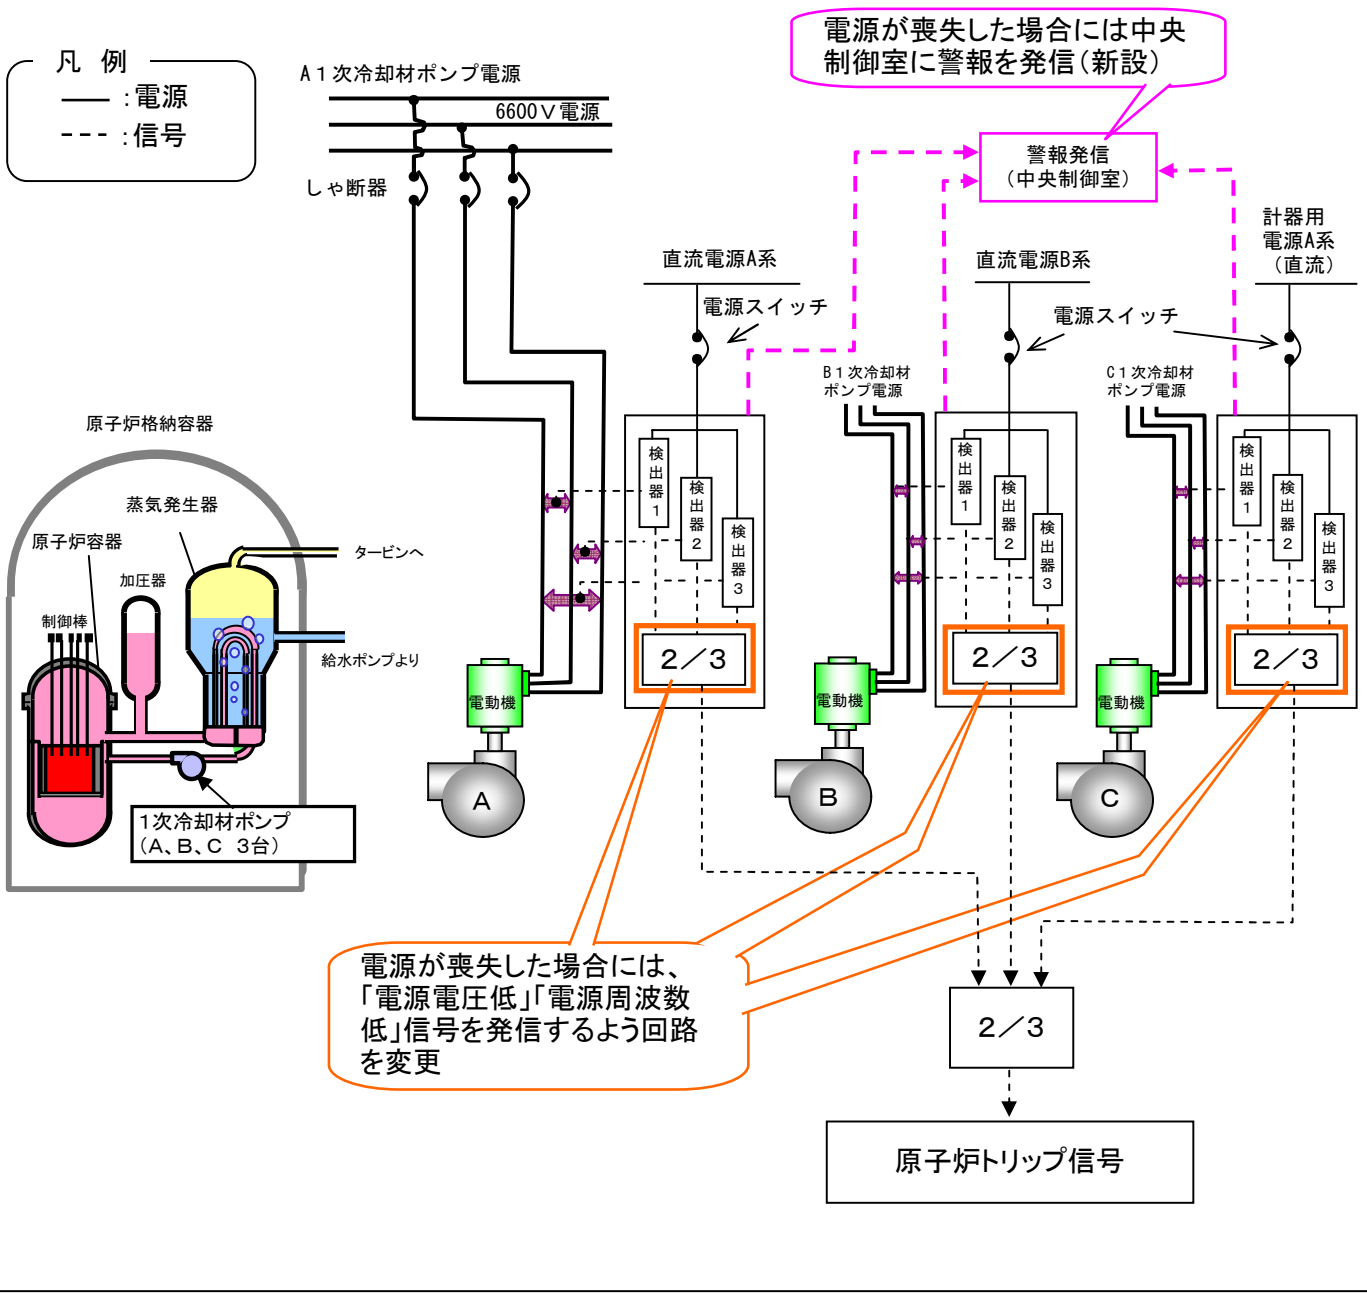 電源が喪失した場合には中央
制御室に警報を発信(新設)
凡 例
:電源
:信号
A1次冷却材ポンプ電源
6600V電源
しゃ断器
警報発信
(中央制御室)
直流電源A系
電源スイッチ
直流電源B系
電源スイッチ
計器用
電源A系
(直流)
B1次冷却材
ポンプ電源
C1次冷却材
ポンプ電源
検出器1
検出器2
検出器3
検出器1
検出器2
検出器3
検出器1
検出器2
検出器3
2/3
2/3
2/3
電動機
電動機
電動機
A
B
C
原子炉格納容器
蒸気発生器
原子炉容器
タービンへ
加圧器
制御棒
給水ポンプより
1次冷却材ポンプ
(A、B、C 3台)
電源が喪失した場合には、
「電源電圧低」「電源周波数
低」信号を発信するよう回路
を変更
2/3
原子炉トリップ信号